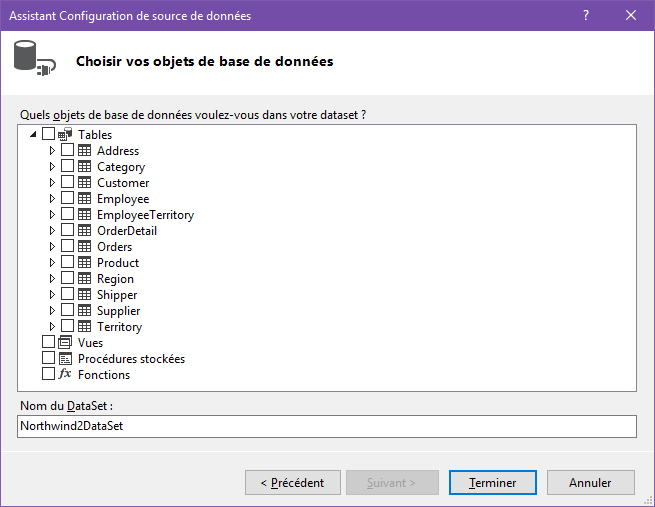 Assistant Configuration de source de données
Choisir vos objets de base de données
Quels objets de base de données voulez-vous dans votre dataset ?
Tables
Address
Category
Customer
Employee
EmployeeTerritory
OrderDetail
Orders
Product
Region
Shipper
Supplier
Territory
Vues
Procédures stockées
fx Fonctions
Nom du DataSet :
Northwind2DataSet
< Précédent Suivant > Terminer Annuler